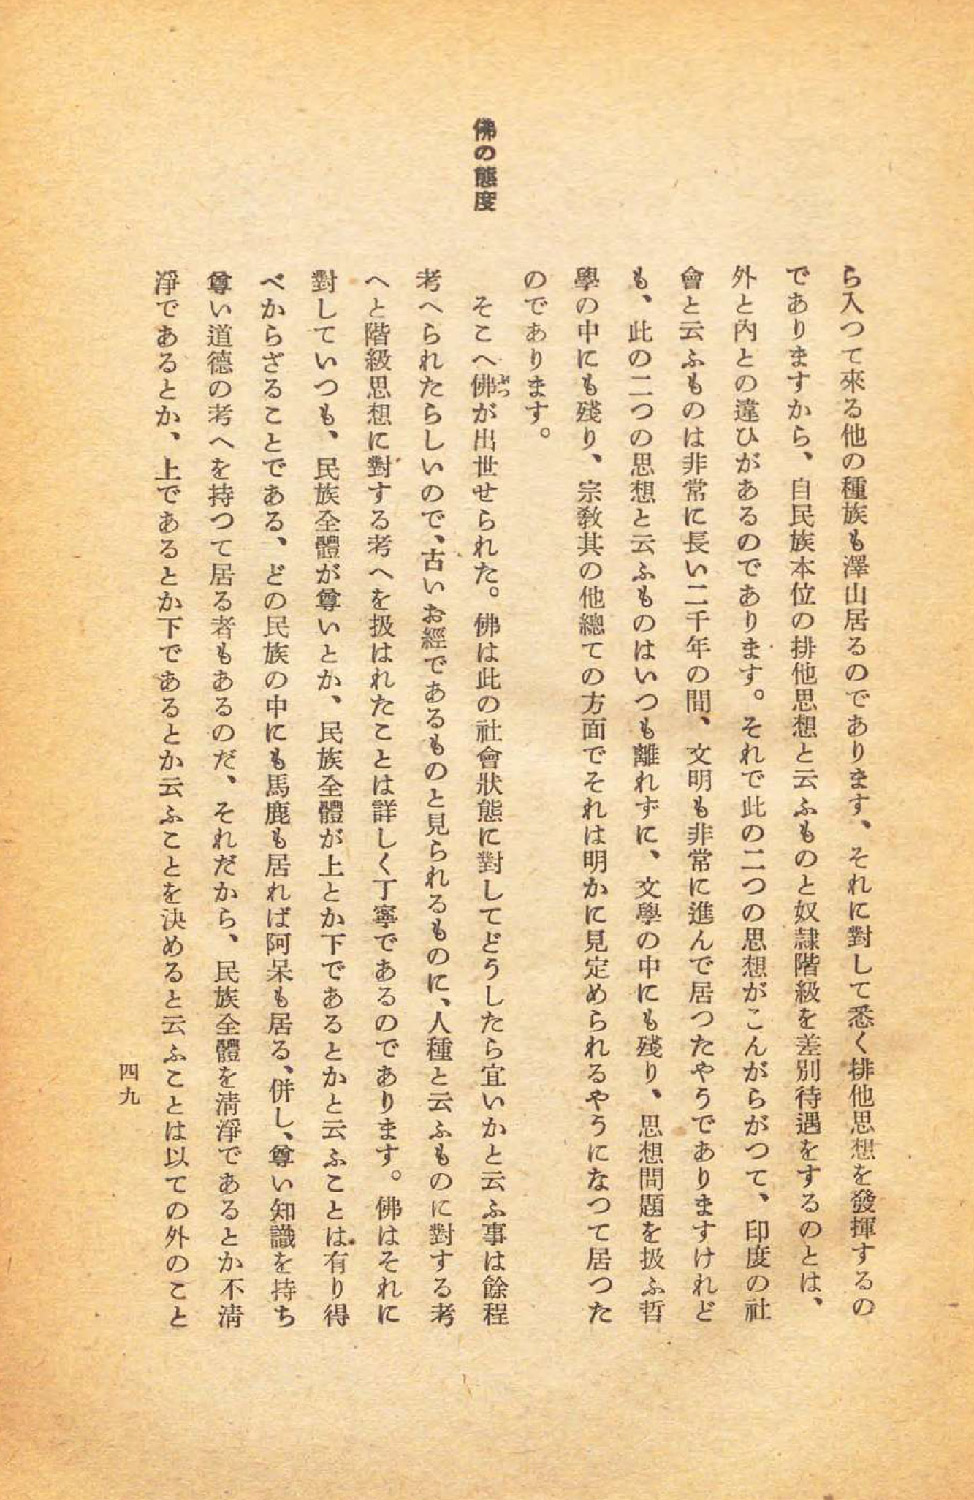 ら入つて來る他の種族も澤山居るのであります、それに對して悉く排他思想を發揮するの
でありますから、自民族本位の排他思想と云ふものと奴隷階級を差別待遇をするのとは、
外と內との違ひがあるのであります。それで此の二つの思想がこんがらがつて、印度の社
會と云ふものは非常に長い二千年の間、文明も非常に進んで居つたやうでありますけれど
も、此の二つの思想と云ふものはいつも離れずに、文學の中にも殘り、思想問題を扱ふ哲
學の中にも殘り、宗敎其の他總ての方面でそれは明かに見定められるやうになつて居つた
のであります。
佛の態度
そこへ佛が出世せられた。佛は此の社會狀態に對してどうしたら宜いかと云ふ事は餘程
考へられたらしいので、古いお經であるものと見られるものに、人種と云ふものに對する考
へと階級思想に對する考へを扱はれたことは詳しく丁寧であるのであります。佛はそれに
對していつも、民族全體が尊いとか、民族全體が上とか下であるとかと云ふことは有り得
べからざることである、どの民族の中にも馬鹿も居れば阿呆も居る、併し、尊い知識を持ち
尊い道德の考へを持つて居る者もあるのだ、それだから、民族全體を淸淨であるとか不淸
淨であるとか、上であるとか下であるとか云ふことを決めると云ふことは以ての外のこと
四九